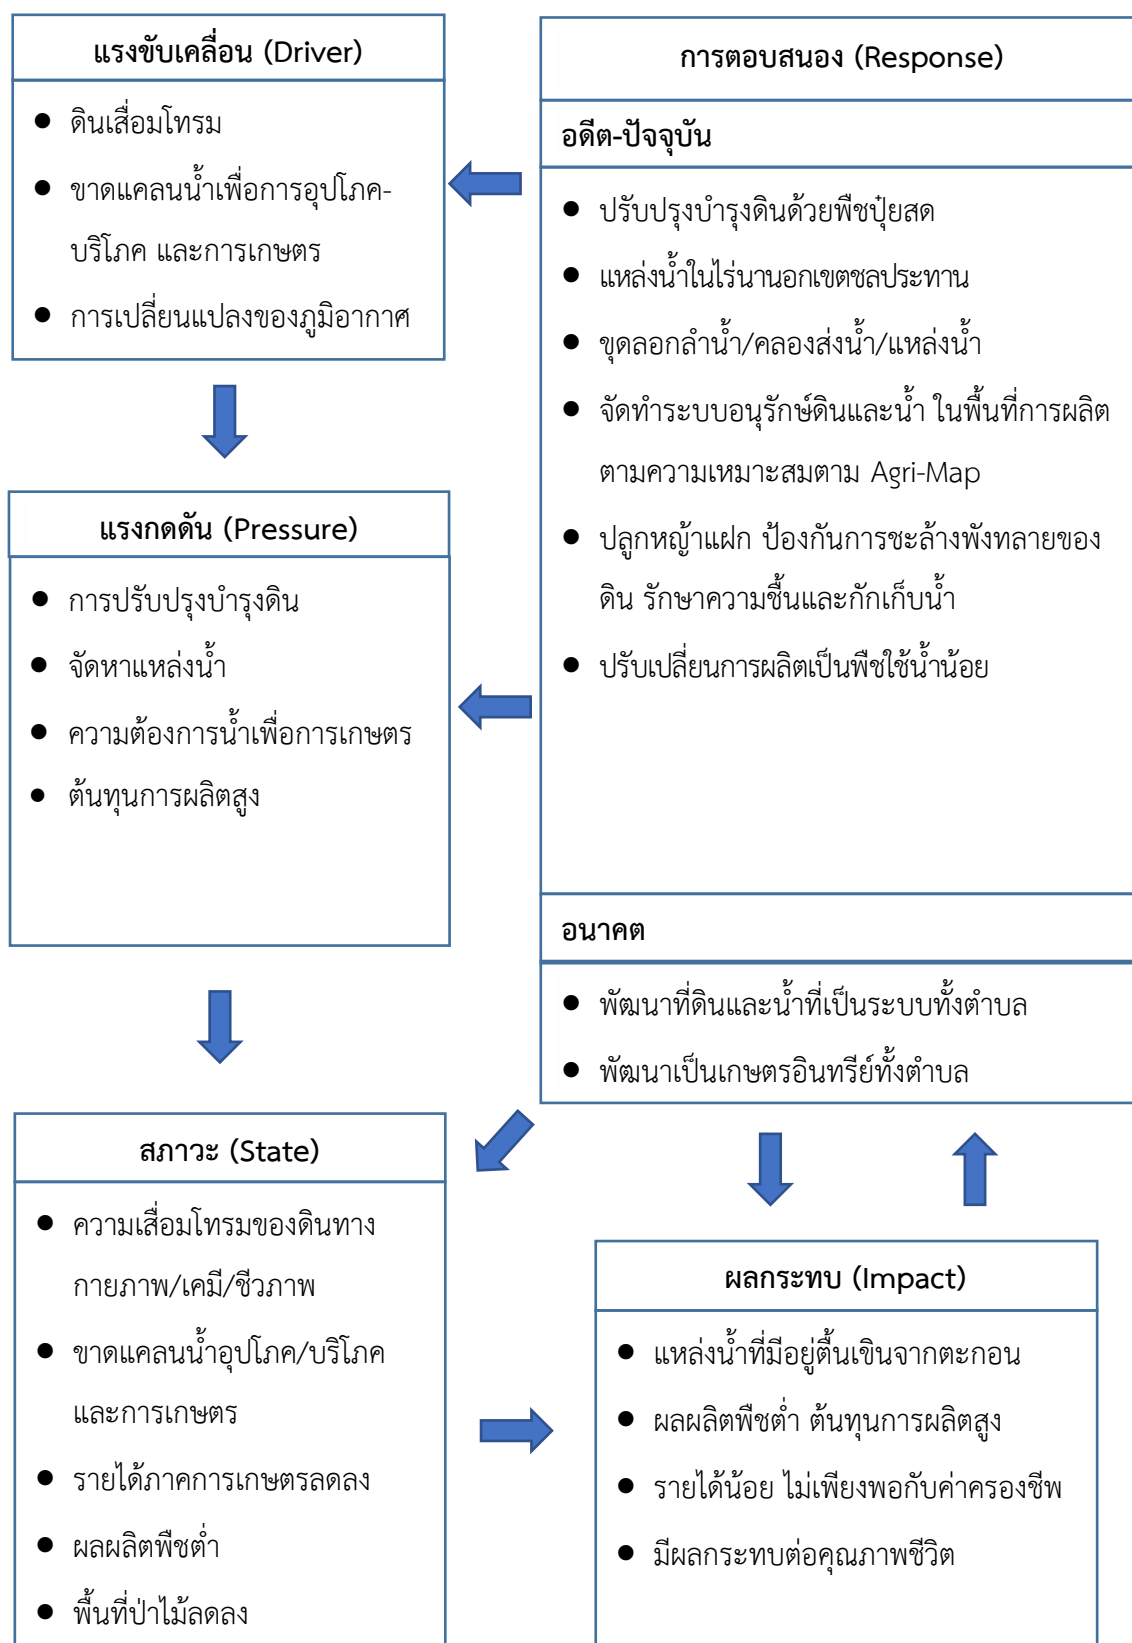 แรงขับเคลื่อน (Driver)
● ดินเสื่อมโทรม
● ขาดแคลนน้ำเพื่อการอุปโภค-
บริโภค และการเกษตร
● การเปลี่ยนแปลงของภูมิอากาศ
แรงกดดัน (Pressure)
● การปรับปรุงบำรุงดิน
● จัดหาแหล่งน้ำ
● ความต้องการน้ำเพื่อการเกษตร
● ต้นทุนการผลิตสูง
สภาวะ (State)
● ความเสื่อมโทรมของดินทาง
กายภาพ/เคมี/ชีวภาพ
● ขาดแคลนน้ำอุปโภค/บริโภค
และการเกษตร
● รายได้ภาคการเกษตรลดลง
● ผลผลิตพืชต่ำ
● พื้นที่ป่าไม้ลดลง
การตอบสนอง (Response)
อดีต-ปัจจุบัน
● ปรับปรุงบำรุงดินด้วยพืชปุ๋ยสด
● แหล่งน้ำในไร่นานอกเขตชลประทาน
● ขุดลอกลำน้ำ/คลองส่งน้ำ/แหล่งน้ำ
● จัดทำระบบอนุรักษ์ดินและน้ำ ในพื้นที่การผลิต
ตามความเหมาะสมตาม Agri-Map
● ปลูกหญ้าแฝก ป้องกันการชะล้างพังทลายของ
ดิน รักษาความชื้นและกักเก็บน้ำ
● ปรับเปลี่ยนการผลิตเป็นพืชใช้น้ำน้อย
อนาคต
● พัฒนาที่ดินและน้ำที่เป็นระบบทั้งตำบล
● พัฒนาเป็นเกษตรอินทรีย์ทั้งตำบล
ผลกระทบ (Impact)
● แหล่งน้ำที่มีอยู่ตื้นเขินจากตะกอน
● ผลผลิตพืชต่ำ ต้นทุนการผลิตสูง
● รายได้น้อย ไม่เพียงพอกับค่าครองชีพ
● มีผลกระทบต่อคุณภาพชีวิต